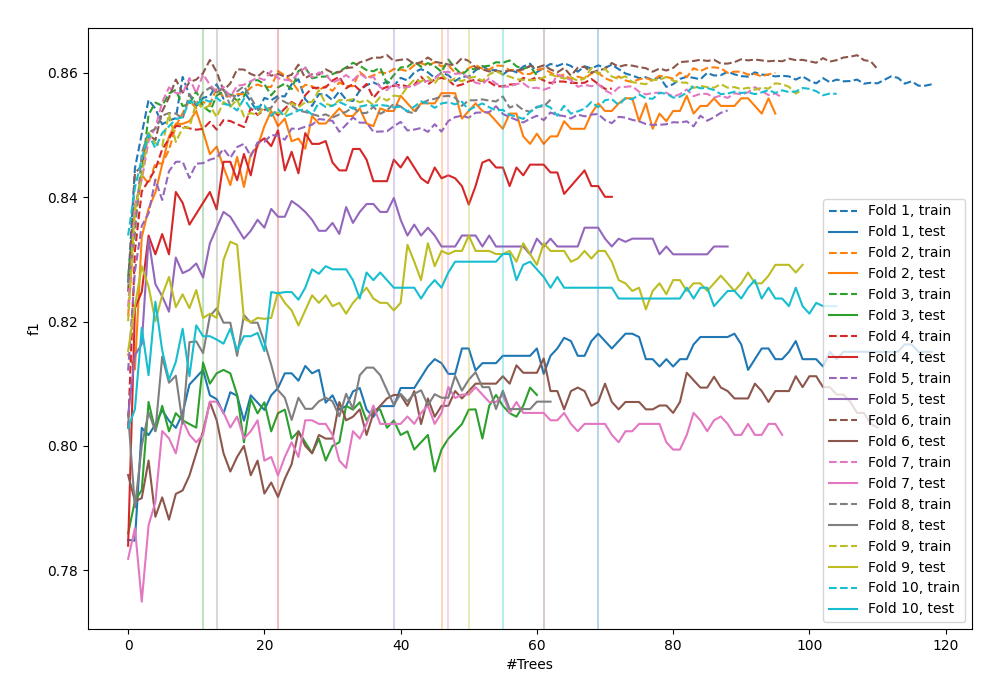 0.86
0.84
0.82
0.80
0.78
f1
0
20
40
60
80
100
120
#Trees
Fold 1, train
Fold 1, test
Fold 2, train
Fold 2, test
Fold 3, train
Fold 3, test
Fold 4, train
Fold 4, test
Fold 5, train
Fold 5, test
Fold 6, train
Fold 6, test
Fold 7, train
Fold 7, test
Fold 8, train
Fold 8, test
Fold 9, train
Fold 9, test
Fold 10, train
Fold 10, test